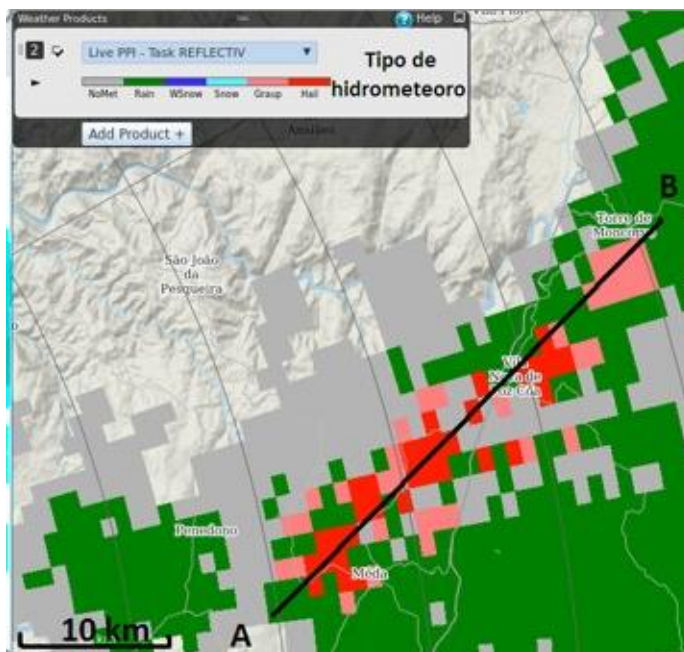 Weather Products
? Help
2
Live PPI - Task REFLECTIV
Tipo de
hidrometeoro
NoMet Rain WSnow Snow Graup Hail
Add Product +
B
Torre de
São João
da
Pesqueira
Vila
Nova de
Foz Côa
Penedono
Mêda
10 km
A